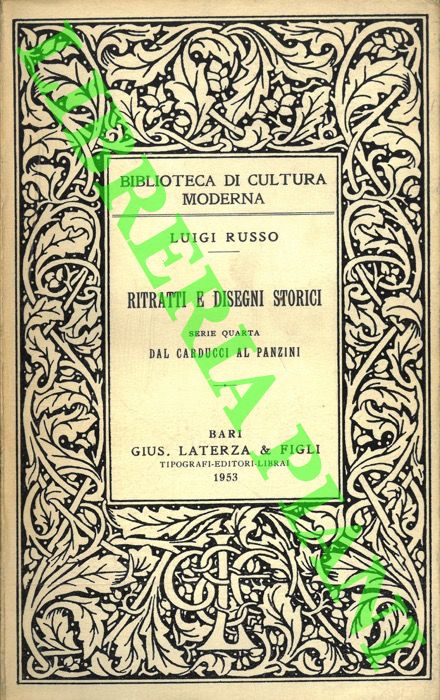 BIBLIOTECA DI CULTURA
MODERNA
LUIGI RUSSO
RITRATTI E DISEGNI STORICI
SERIE QUARTA
DAL CARDUCCI AL PANZINI
BARI
GIUS. LATERZA & FIGLI
TIPOGRAFI-EDITORI-LIBRAI
1953
LIBRERIA PIANI